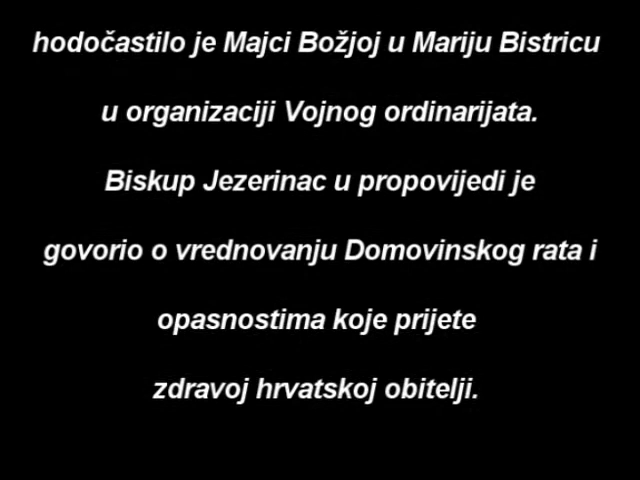 hodočastilo je Majci Božjoj u Mariju Bistricu
u organizaciji Vojnog ordinarijata.
Biskup Jezerinac u propovijedi je
govorio o vrednovanju Domovinskog rata i
opasnostima koje prijete
zdravoj hrvatskoj obitelji.